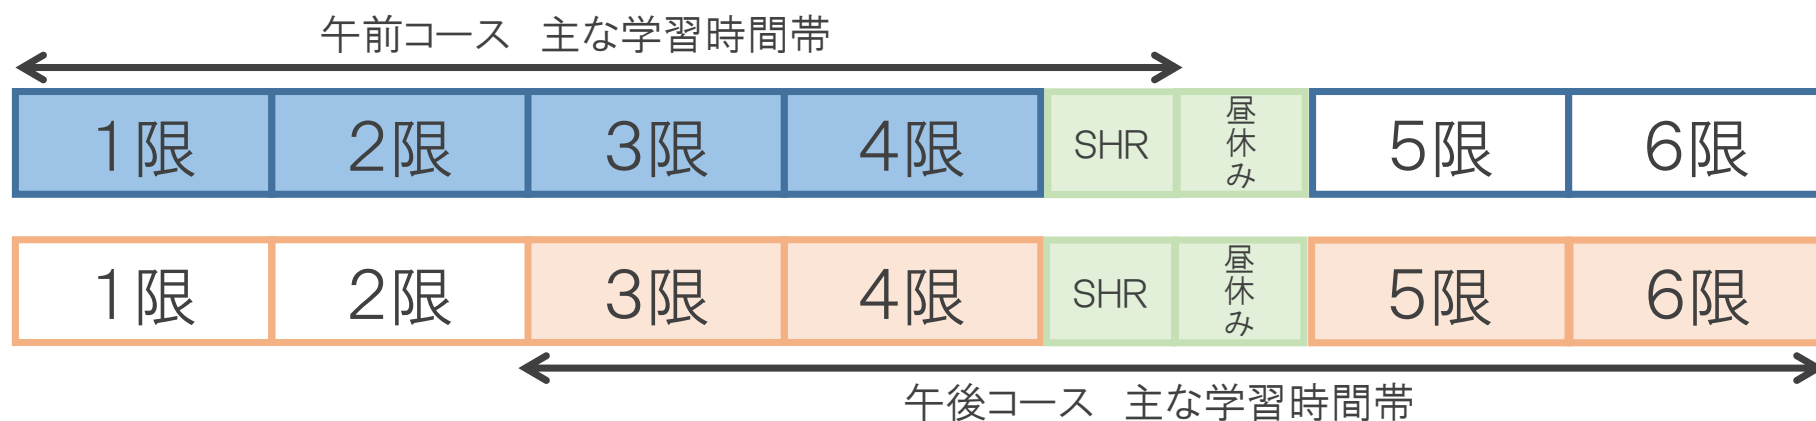 午前コース 主な学習時間帯
1限 2限 3限 4限 SHR 昼休み 5限 6限
1限 2限 3限 4限 SHR 昼休み 5限 6限
午後コース 主な学習時間帯